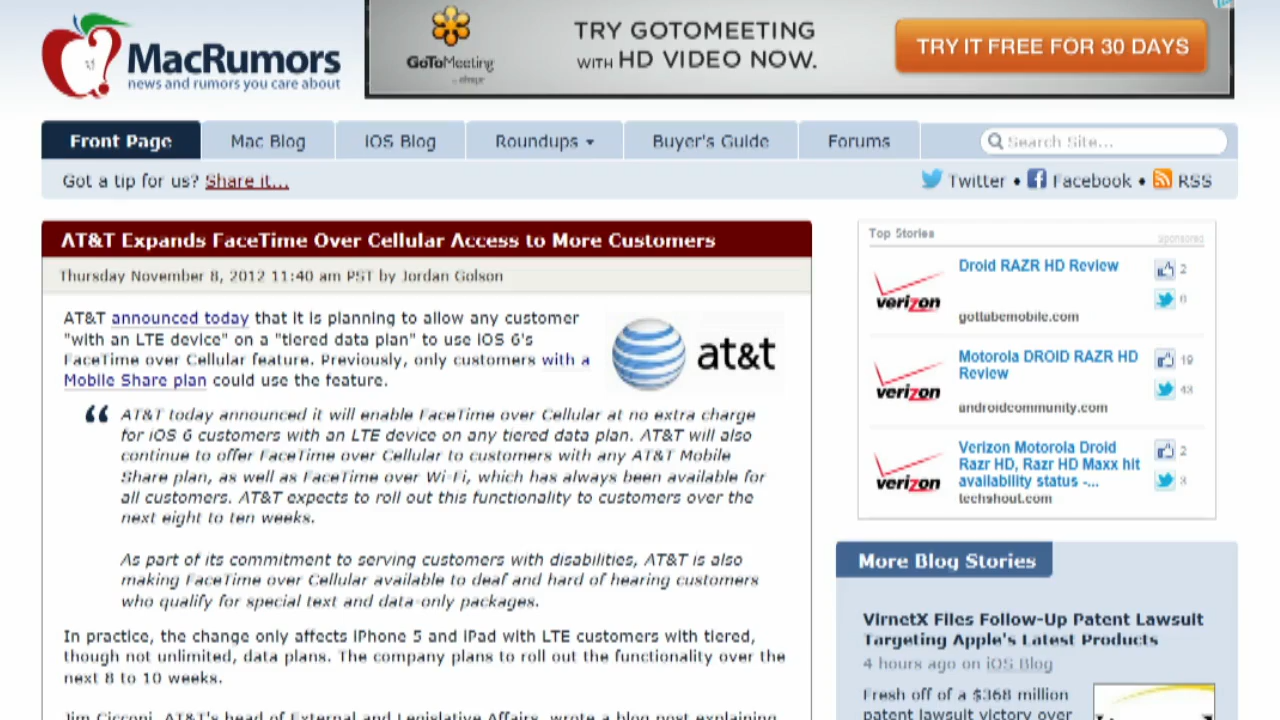 MacRumors
news and rumors you care about
GoToMeeting
by citrix
TRY GOTOMEETING
WITH HD VIDEO NOW.
TRY IT FREE FOR 30 DAYS
Front Page
Mac Blog
iOS Blog
Roundups
Buyer's Guide
Forums
Search Site...
Got a tip for us? Share it...
Twitter • Facebook • RSS
AT&T Expands FaceTime Over Cellular Access to More Customers
Thursday November 8, 2012 11:40 am PST by Jordan Golson
AT&T announced today that it is planning to allow any customer
"with an LTE device" on a "tiered data plan" to use iOS 6's
FaceTime over Cellular feature. Previously, only customers with a
Mobile Share plan could use the feature.
at&t
“ AT&T today announced it will enable FaceTime over Cellular at no extra charge
for iOS 6 customers with an LTE device on any tiered data plan. AT&T will also
continue to offer FaceTime over Cellular to customers with any AT&T Mobile
Share plan, as well as FaceTime over Wi-Fi, which has always been available for
all customers. AT&T expects to roll out this functionality to customers over the
next eight to ten weeks.
As part of its commitment to serving customers with disabilities, AT&T is also
making FaceTime over Cellular available to deaf and hard of hearing customers
who qualify for special text and data-only packages.
In practice, the change only affects iPhone 5 and iPad with LTE customers with tiered,
though not unlimited, data plans. The company plans to roll out the functionality over the
next 8 to 10 weeks.
Jim Cicconi, AT&T's head of External and Legislative Affairs, wrote a blog post explaining
Top Stories
Sponsored
verizon
Droid RAZR HD Review
gottabemobile.com
2
verizon
Motorola DROID RAZR HD
Review
androidcommunity.com
19
43
verizon
Verizon Motorola Droid
Razr HD, Razr HD Maxx hit
availability status -...
techshout.com
2
3
More Blog Stories
VirnetX Files Follow-Up Patent Lawsuit
Targeting Apple's Latest Products
4 hours ago on iOS Blog
Fresh off of a $368 million
patent lawsuit victory over